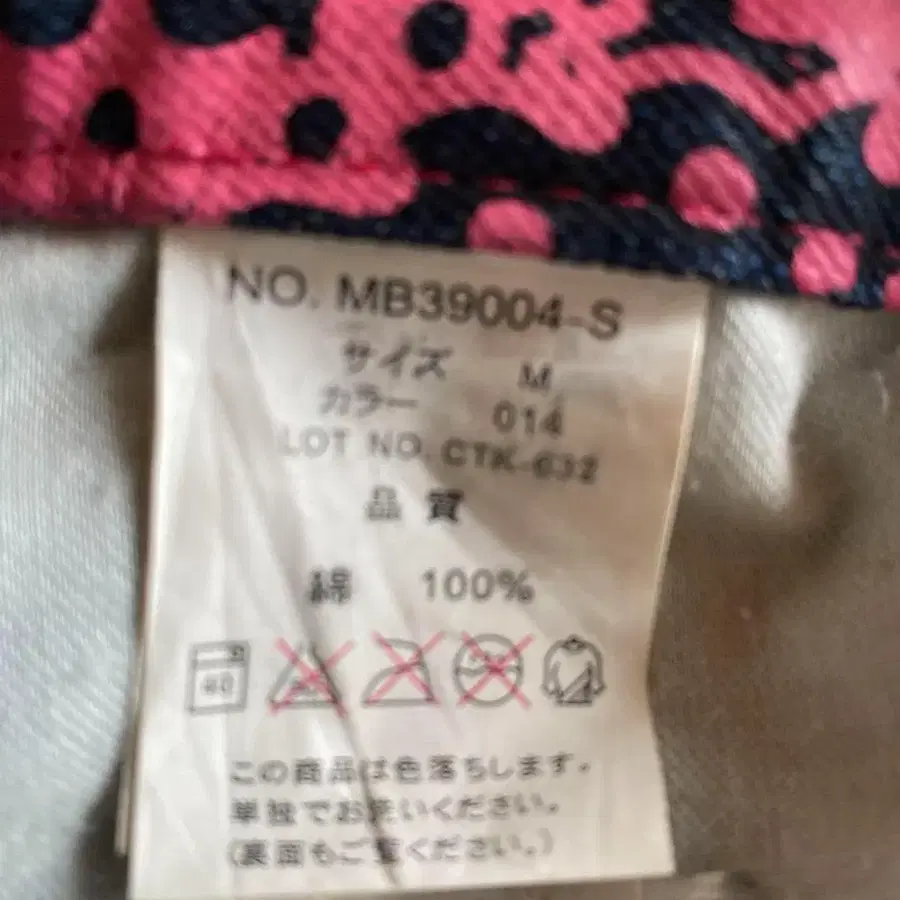 NO. MB39004-S
サイズ M
カラー 014
LOT NO. CTK-632
品質
綿 100%
40
この商品は色落ちします。
単独でお洗いください。
(裏面もご覧ください。)